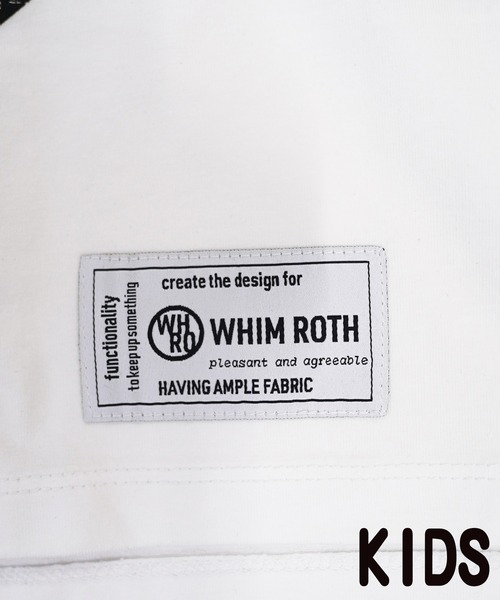 functionality
to keep up something
create the design for
WH
RO
WHIM ROTH
pleasant and agreeable
HAVING AMPLE FABRIC
KIDS